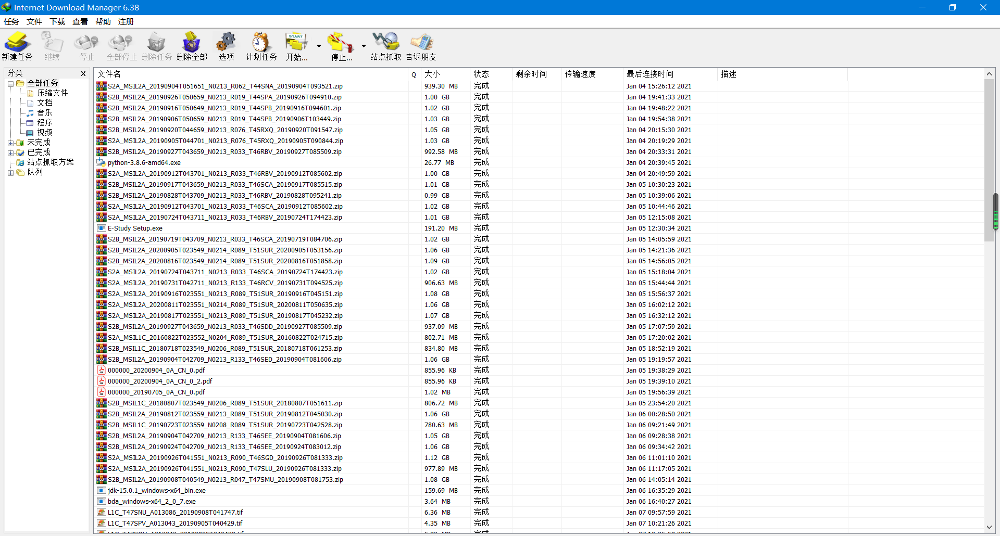 Internet Download Manager 6.38
任务 文件 下载 查看 帮助 注册
新建任务 继续 停止 全部停止 删除任务 删除全部 选项 计划任务 START 开始... 停止... 站点抓取 告诉朋友
分类
全部任务
压缩文件
文档
音乐
程序
视频
未完成
已完成
站点抓取方案
队列
文件名 Q 大小 状态 剩余时间 传输速度 最后连接时间 描述
S2A_MSIL2A_20190904T051651_N0213_R062_T44SNA_20190904T093521.zip 939.30 MB 完成 Jan 04 15:26:12 2021
S2B_MSIL2A_20190926T050659_N0213_R019_T44SPA_20190926T094910.zip 1.00 GB 完成 Jan 04 19:41:33 2021
S2B_MSIL2A_20190916T050649_N0213_R019_T44SPB_20190916T094601.zip 1.02 GB 完成 Jan 04 19:48:22 2021
S2B_MSIL2A_20190906T050659_N0213_R019_T44SPB_20190906T103449.zip 1.03 GB 完成 Jan 04 19:54:38 2021
S2B_MSIL2A_20190920T044659_N0213_R076_T45RXQ_20190920T091547.zip 1.05 GB 完成 Jan 04 20:15:30 2021
S2A_MSIL2A_20190905T044701_N0213_R076_T45RXQ_20190905T090844.zip 1.03 GB 完成 Jan 04 20:19:29 2021
S2B_MSIL2A_20190927T043659_N0213_R033_T46RBV_20190927T085509.zip 992.58 MB 完成 Jan 04 20:33:31 2021
python-3.8.6-amd64.exe 26.77 MB 完成 Jan 04 20:39:45 2021
S2A_MSIL2A_20190912T043701_N0213_R033_T46RBV_20190912T085602.zip 1.00 GB 完成 Jan 04 20:49:59 2021
S2B_MSIL2A_20190917T043659_N0213_R033_T46SCA_20190917T085515.zip 1.01 GB 完成 Jan 05 10:30:23 2021
S2B_MSIL2A_20190828T043709_N0213_R033_T46RBV_20190828T095241.zip 0.99 GB 完成 Jan 05 10:39:06 2021
S2A_MSIL2A_20190912T043701_N0213_R033_T46SCA_20190912T085602.zip 1.02 GB 完成 Jan 05 10:44:46 2021
S2A_MSIL2A_20190724T043711_N0213_R033_T46RBV_20190724T174423.zip 1.01 GB 完成 Jan 05 12:15:08 2021
E-Study Setup.exe 191.20 MB 完成 Jan 05 12:30:34 2021
S2B_MSIL2A_20190719T043709_N0213_R033_T46SCA_20190719T084706.zip 1.02 GB 完成 Jan 05 14:05:59 2021
S2B_MSIL2A_20200905T023549_N0214_R089_T51SUR_20200905T053156.zip 1.06 GB 完成 Jan 05 14:21:36 2021
S2B_MSIL2A_20200816T023549_N0214_R089_T51SUR_20200816T051858.zip 1.09 GB 完成 Jan 05 14:56:05 2021
S2A_MSIL2A_20190724T043711_N0213_R033_T46SCA_20190724T174423.zip 1.02 GB 完成 Jan 05 15:18:04 2021
S2A_MSIL2A_20190731T042711_N0213_R133_T46RCV_20190731T094525.zip 906.63 MB 完成 Jan 05 15:44:44 2021
S2A_MSIL2A_20190916T023551_N0213_R089_T51SUR_20190916T045151.zip 1.08 GB 完成 Jan 05 15:56:37 2021
S2A_MSIL2A_20200811T023551_N0214_R089_T51SUR_20200811T050635.zip 1.06 GB 完成 Jan 05 16:02:12 2021
S2A_MSIL2A_20190817T023551_N0213_R089_T51SUR_20190817T045232.zip 1.07 GB 完成 Jan 05 16:32:12 2021
S2B_MSIL2A_20190927T043659_N0213_R033_T46SDD_20190927T085509.zip 937.09 MB 完成 Jan 05 17:07:59 2021
S2A_MSIL1C_20160822T023552_N0204_R089_T51SUR_20160822T024715.zip 802.71 MB 完成 Jan 05 17:20:02 2021
S2B_MSIL1C_20180718T023549_N0206_R089_T51SUR_20180718T061253.zip 834.80 MB 完成 Jan 05 18:52:19 2021
S2B_MSIL2A_20190904T042709_N0213_R133_T46SED_20190904T081606.zip 1.06 GB 完成 Jan 05 19:19:57 2021
000000_20200904_0A_CN_0.pdf 855.96 KB 完成 Jan 05 19:38:29 2021
000000_20200904_0A_CN_0_2.pdf 855.96 KB 完成 Jan 05 19:39:10 2021
000000_20190705_0A_CN_0.pdf 1.02 MB 完成 Jan 05 19:56:39 2021
S2B_MSIL1C_20180807T023549_N0206_R089_T51SUR_20180807T051611.zip 806.72 MB 完成 Jan 05 23:54:20 2021
S2B_MSIL2A_20190812T023559_N0213_R089_T51SUR_20190812T045030.zip 1.06 GB 完成 Jan 06 00:28:50 2021
S2B_MSIL1C_20190723T023559_N0208_R089_T51SUR_20190723T042528.zip 780.63 MB 完成 Jan 06 09:21:49 2021
S2B_MSIL2A_20190904T042709_N0213_R133_T46SEE_20190904T081606.zip 1.05 GB 完成 Jan 06 09:28:38 2021
S2B_MSIL2A_20190924T042709_N0213_R133_T46SEE_20190924T083012.zip 1.06 GB 完成 Jan 06 09:34:42 2021
S2A_MSIL2A_20190926T041551_N0213_R090_T46SGD_20190926T081333.zip 1.12 GB 完成 Jan 06 11:01:10 2021
S2A_MSIL2A_20190926T041551_N0213_R090_T47SLU_20190926T081333.zip 977.89 MB 完成 Jan 06 11:17:05 2021
S2B_MSIL2A_20190908T040549_N0213_R047_T47SMU_20190908T081753.zip 1.08 GB 完成 Jan 06 14:05:14 2021
jdk-15.0.1_windows-x64_bin.exe 159.69 MB 完成 Jan 06 16:35:29 2021
bda_windows-x64_2_0_7.exe 3.64 MB 完成 Jan 06 16:40:27 2021
L1C_T47SNU_A013086_20190908T041747.tif 6.36 MB 完成 Jan 07 09:57:59 2021
L1C_T47SPV_A013043_20190905T040429.tif 4.35 MB 完成 Jan 07 10:21:26 2021